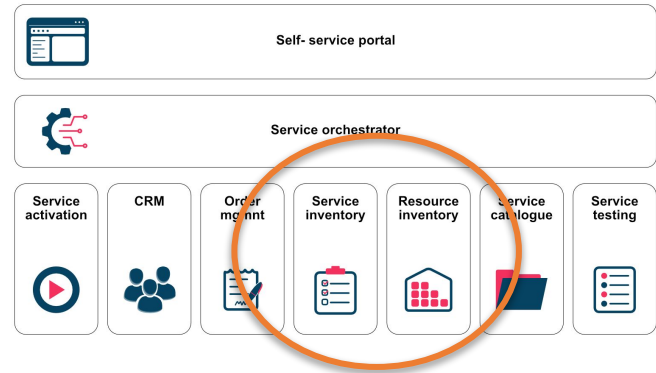 Self- service portal
Service orchestrator
Service
activation
CRM
Order
mgmnt
Service
inventory
Resource
inventory
Service
catalogue
Service
testing